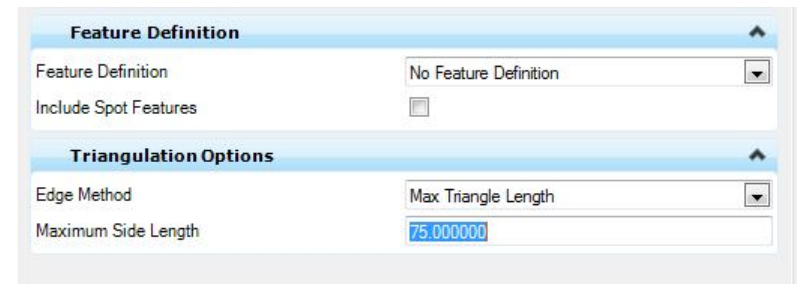 Feature Definition
Feature Definition No Feature Definition
Include Spot Features
Triangulation Options
Edge Method Max Triangle Length
Maximum Side Length 75.000000